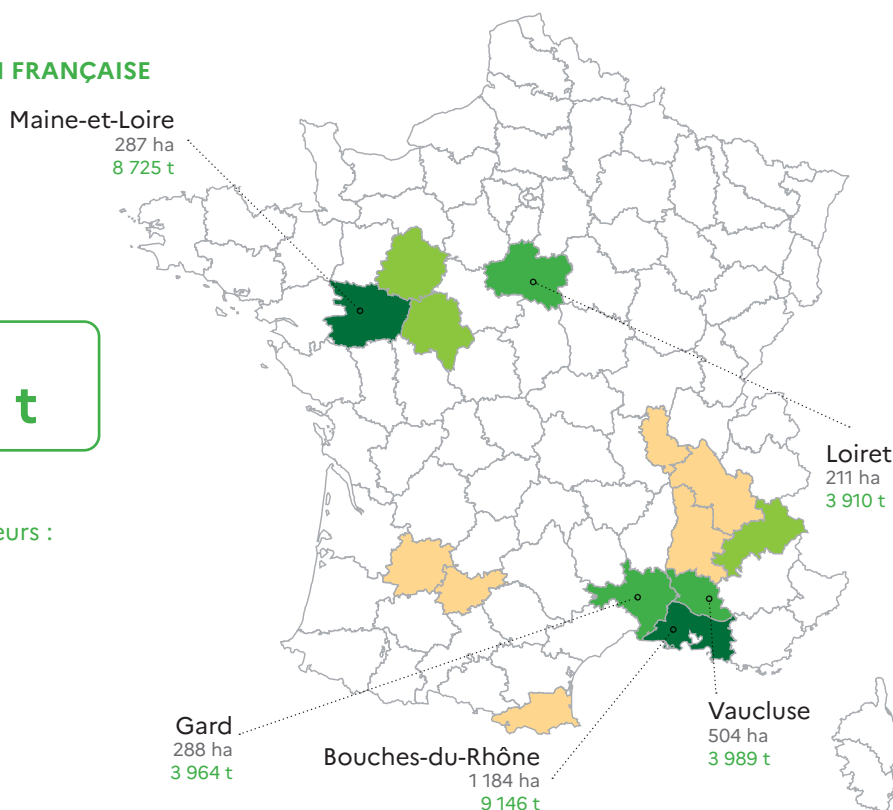 FRANÇAISE
Maine-et-Loire
287 ha
8 725 t
t
eurs :
Loiret
211 ha
3 910 t
Gard
288 ha
3 964 t
Bouches-du-Rhône
1 184 ha
9 146 t
Vaucluse
504 ha
3 989 t